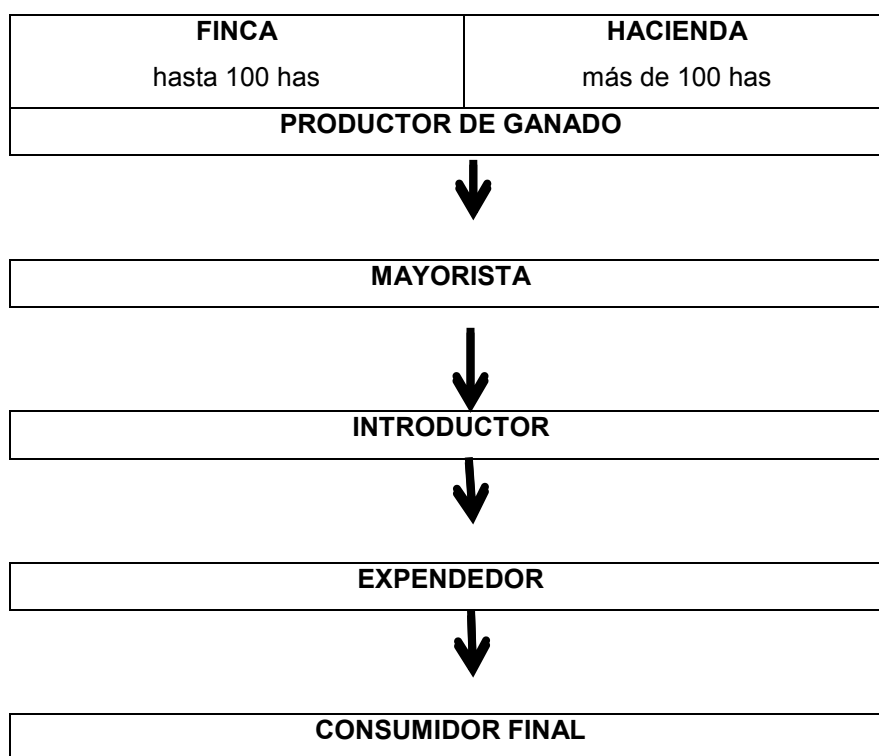 FINCA
hasta 100 has
HACIENDA
más de 100 has
PRODUCTOR DE GANADO
MAYORISTA
INTRODUCTOR
EXPENDEDOR
CONSUMIDOR FINAL